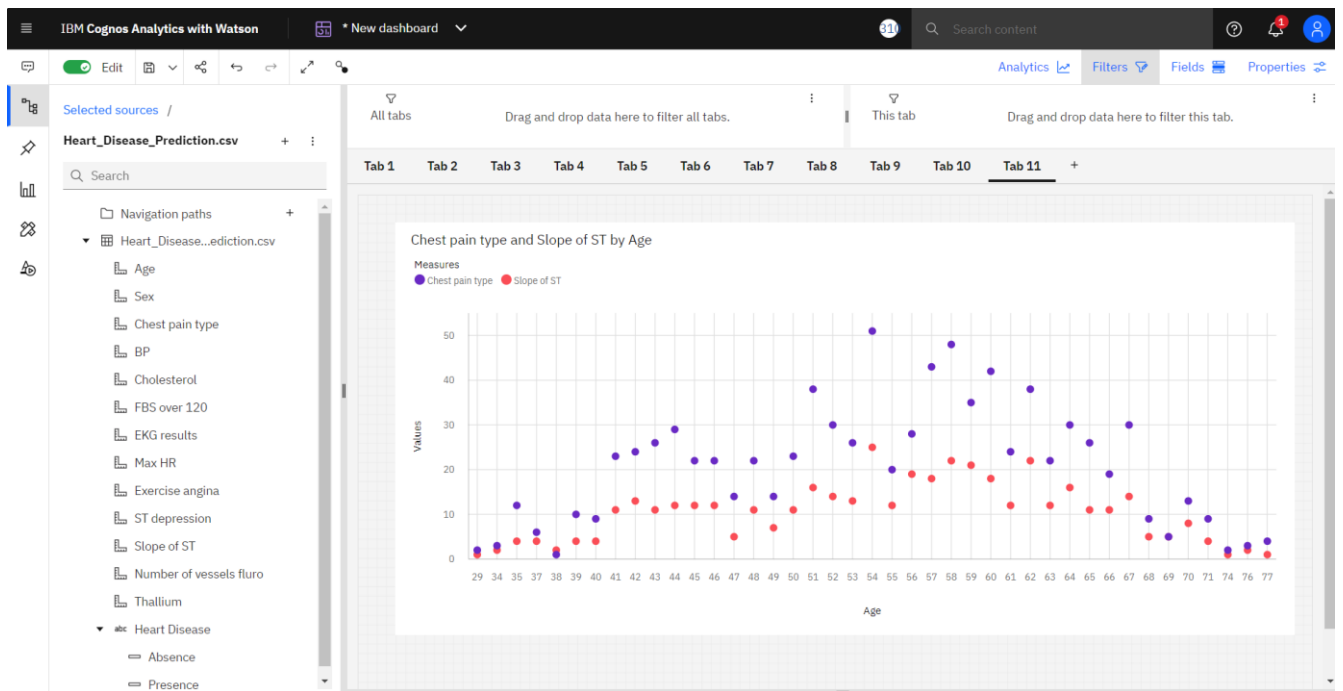 IBM Cognos Analytics with Watson
* New dashboard
Search content
1
Edit
Analytics
Filters
Fields
Properties
Selected sources /
Heart_Disease_Prediction.csv
Search
Navigation paths
Heart_Disease...ediction.csv
Age
Sex
Chest pain type
BP
Cholesterol
FBS over 120
EKG results
Max HR
Exercise angina
ST depression
Slope of ST
Number of vessels fluro
Thallium
abc Heart Disease
Absence
Presence
All tabs
Drag and drop data here to filter all tabs.
This tab
Drag and drop data here to filter this tab.
Tab 1 Tab 2 Tab 3 Tab 4 Tab 5 Tab 6 Tab 7 Tab 8 Tab 9 Tab 10 Tab 11 +
Chest pain type and Slope of ST by Age
Measures
Chest pain type Slope of ST
Values
50
40
30
20
10
0
29 34 35 37 38 39 40 41 42 43 44 45 46 47 48 49 50 51 52 53 54 55 56 57 58 59 60 61 62 63 64 65 66 67 68 69 70 71 74 76 77
Age